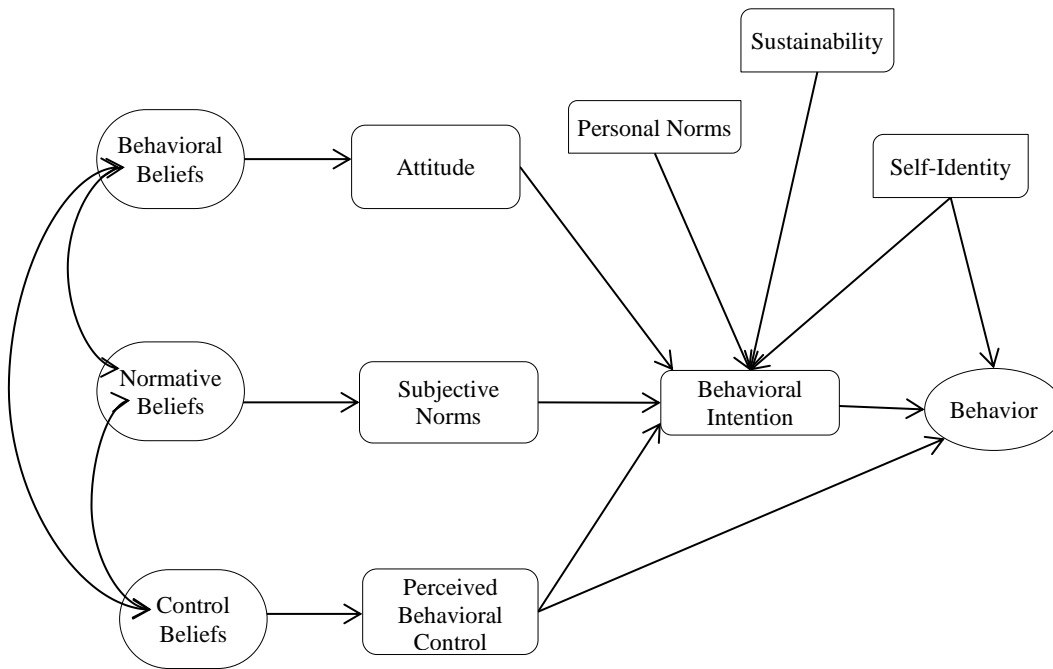 Sustainability
Personal Norms
Behavioral
Beliefs
Attitude
Self-Identity
Normative
Beliefs
Subjective
Norms
Behavioral
Intention
Behavior
Control
Beliefs
Perceived
Behavioral
Control